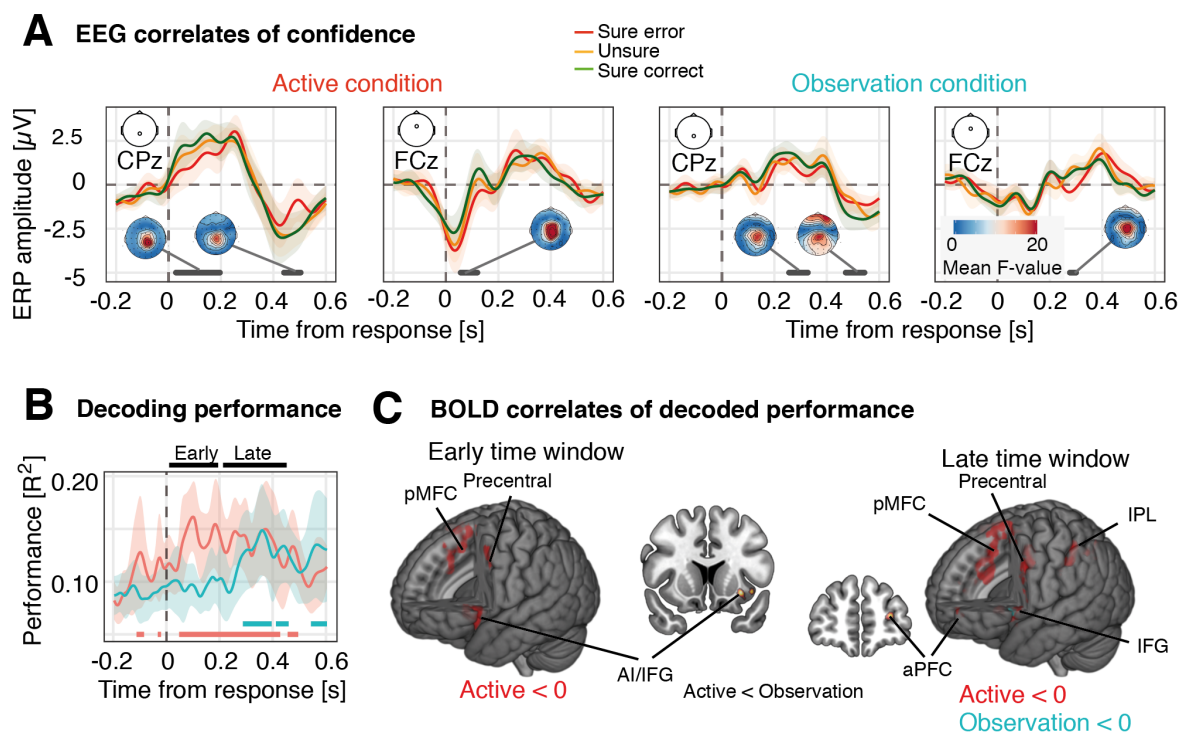 A EEG correlates of confidence
Sure error
Unsure
Sure correct
Active condition
Observation condition
ERP amplitude [µV]
2.5
0
-2.5
-5
CPz
FCz
CPz
FCz
0 20
Mean F-value
-0.2 0 0.2 0.4 0.6
-0.2 0 0.2 0.4 0.6
-0.2 0 0.2 0.4 0.6
-0.2 0 0.2 0.4 0.6
Time from response [s]
Time from response [s]
B Decoding performance
Early Late
Performance [R²]
0.20
0.10
-0.2 0 0.2 0.4 0.6
Time from response [s]
C BOLD correlates of decoded performance
Early time window
Precentral
pMFC
AI/IFG
Active < 0
Active < Observation
Late time window
Precentral
pMFC
IPL
IFG
aPFC
Active < 0
Observation < 0